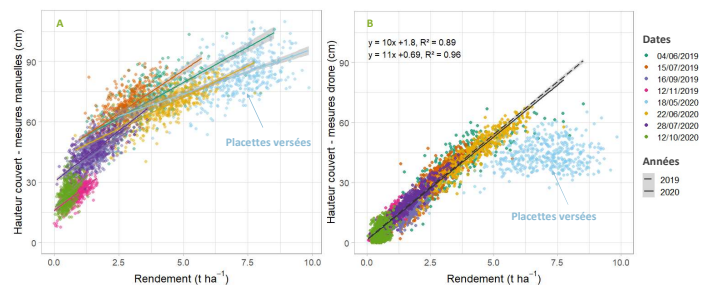 A
Hauteur couvert - mesures manuelles (cm)
90
60
30
0
Placettes versées
0.0 2.5 5.0 7.5 10.0
Rendement (t ha⁻¹)
B
y = 10x +1.8, R² = 0.89
y = 11x +0.69, R² = 0.96
Hauteur couvert - mesures drone (cm)
90
60
30
0
Placettes versées
0.0 2.5 5.0 7.5 10.0
Rendement (t ha⁻¹)
Dates
04/06/2019
15/07/2019
16/09/2019
12/11/2019
18/05/2020
22/06/2020
28/07/2020
12/10/2020
Années
2019
2020